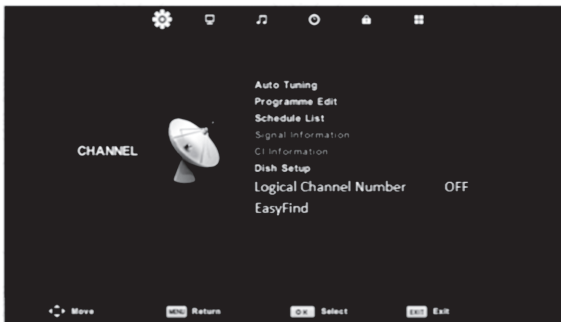 Auto Tuning
Programme Edit
Schedule List
Signal Information
CI Information
CHANNEL
Dish Setup
Logical Channel Number OFF
EasyFind
Move MENU Return OK Select EXIT Exit